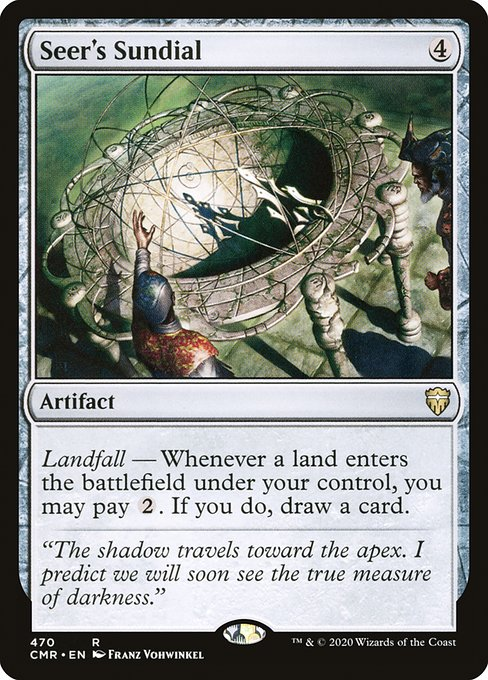 Seer's Sundial 4
Artifact
Landfall — Whenever a land enters
the battlefield under your control, you
may pay 2. If you do, draw a card.
"The shadow travels toward the apex. I
predict we will soon see the true measure
of darkness."
470 R
CMR • EN Franz Vohwinkel
™ & © 2020 Wizards of the Coast